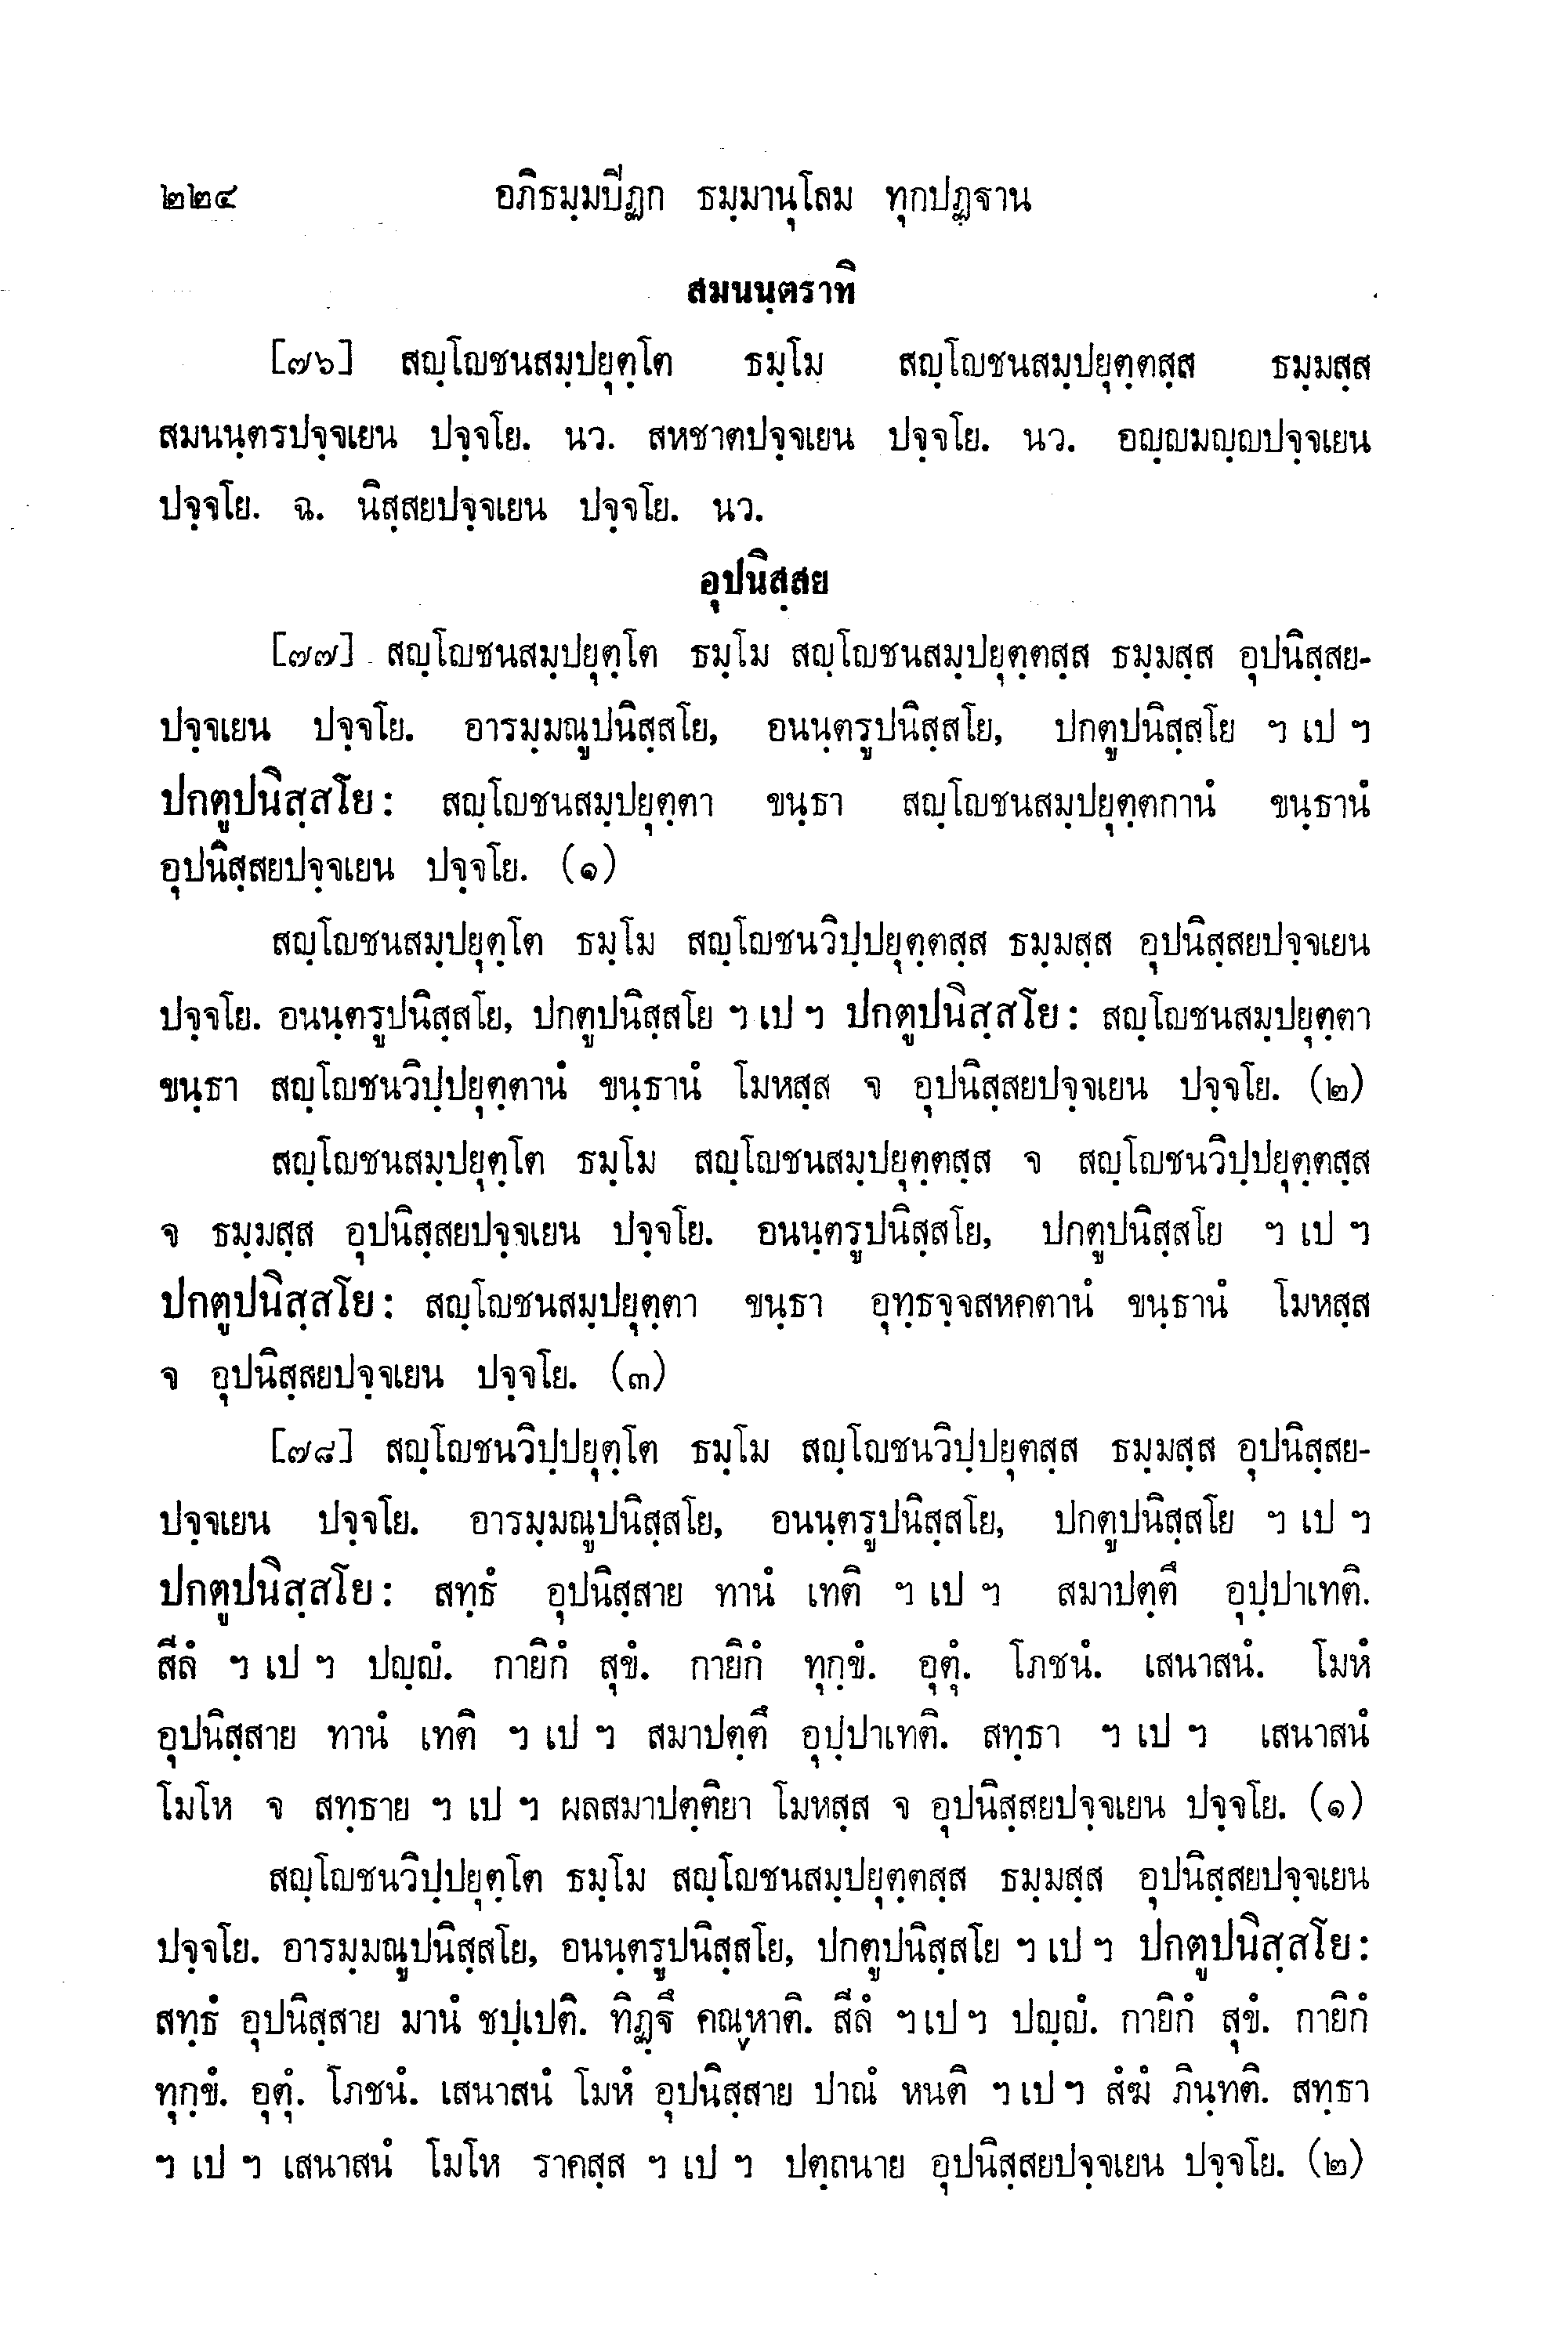 ๒๒๔ อภิธมฺมปิฏก ธมฺมานุโลม ทุกปฏฺฐาน
สมนนฺตราทิ
[๗๖] สญฺโญชนสมฺปยุตฺโต ธมฺโม สญฺโญชนสมฺปยุตฺตสฺส ธมฺมสฺส
สมนนฺตรปจฺจเยน ปจฺจโย. นว. สหชาตปจฺจเยน ปจฺจโย. นว. อญฺญมญฺญปจฺจเยน
ปจฺจโย. ฉ. นิสฺสยปจฺจเยน ปจฺจโย. นว.
อุปนิสฺสย
[๗๗] สญฺโญชนสมฺปยุตฺโต ธมฺโม สญฺโญชนสมฺปยุตฺตสฺส ธมฺมสฺส อุปนิสฺสย-
ปจฺจเยน ปจฺจโย. อารมฺมณูปนิสฺสโย, อนนฺตรูปนิสฺสโย, ปกตูปนิสฺสโย ฯ เป ฯ
ปกตูปนิสฺสโย: สญฺโญชนสมฺปยุตฺตา ขนฺธา สญฺโญชนสมฺปยุตฺตกานํ ขนฺธานํ
อุปนิสฺสยปจฺจเยน ปจฺจโย. (๑)
สญฺโญชนสมฺปยุตฺโต ธมฺโม สญฺโญชนวิปฺปยุตฺตสฺส ธมฺมสฺส อุปนิสฺสยปจฺจเยน
ปจฺจโย. อนนฺตรูปนิสฺสโย, ปกตูปนิสฺสโย ฯ เป ฯ ปกตูปนิสฺสโย: สญฺโญชนสมฺปยุตฺตา
ขนฺธา สญฺโญชนวิปฺปยุตฺตานํ ขนฺธานํ โมหสฺส จ อุปนิสฺสยปจฺจเยน ปจฺจโย. (๒)
สญฺโญชนสมฺปยุตฺโต ธมฺโม สญฺโญชนสมฺปยุตฺตสฺส จ สญฺโญชนวิปฺปยุตฺตสฺส
จ ธมฺมสฺส อุปนิสฺสยปจฺจเยน ปจฺจโย. อนนฺตรูปนิสฺสโย, ปกตูปนิสฺสโย ฯ เป ฯ
ปกตูปนิสฺสโย: สญฺโญชนสมฺปยุตฺตา ขนฺธา อุทฺธจฺจสหคตานํ ขนฺธานํ โมหสฺส
จ อุปนิสฺสยปจฺจเยน ปจฺจโย. (๓)
[๗๘] สญฺโญชนวิปฺปยุตฺโต ธมฺโม สญฺโญชนวิปฺปยุตสฺส ธมฺมสฺส อุปนิสฺสย-
ปจฺจเยน ปจฺจโย. อารมฺมณูปนิสฺสโย, อนนฺตรูปนิสฺสโย, ปกตูปนิสฺสโย ฯ เป ฯ
ปกตูปนิสฺสโย: สทฺธํ อุปนิสฺสาย ทานํ เทติ ฯ เป ฯ สมาปตฺตึ อุปฺปาเทติ.
สีลํ ฯ เป ฯ ปญฺญํ. กายิกํ สุขํ. กายิกํ ทุกฺขํ. อุตุํ. โภชนํ. เสนาสนํ. โมหํ
อุปนิสฺสาย ทานํ เทติ ฯ เป ฯ สมาปตฺตึ อุปฺปาเทติ. สทฺธา ฯ เป ฯ เสนาสนํ
โมโห จ สทฺธาย ฯ เป ฯ ผลสมาปตฺติยา โมหสฺส จ อุปนิสฺสยปจฺจเยน ปจฺจโย. (๑)
สญฺโญชนวิปฺปยุตฺโต ธมฺโม สญฺโญชนสมฺปยุตฺตสฺส ธมฺมสฺส อุปนิสฺสยปจฺจเยน
ปจฺจโย. อารมฺมณูปนิสฺสโย, อนนฺตรูปนิสฺสโย, ปกตูปนิสฺสโย ฯ เป ฯ ปกตูปนิสฺสโย:
สทฺธํ อุปนิสฺสาย มานํ ชปฺเปติ. ทิฏฺฐึ คณฺหาติ. สีลํ ฯ เป ฯ ปญฺญํ. กายิกํ สุขํ. กายิกํ
ทุกฺขํ. อุตุํ. โภชนํ. เสนาสนํ โมหํ อุปนิสฺสาย ปาณํ หนติ ฯ เป ฯ สํฆํ ภินฺทติ. สทฺธา
ฯ เป ฯ เสนาสนํ โมโห ราคสฺส ฯ เป ฯ ปตฺถนาย อุปนิสฺสยปจฺจเยน ปจฺจโย. (๒)